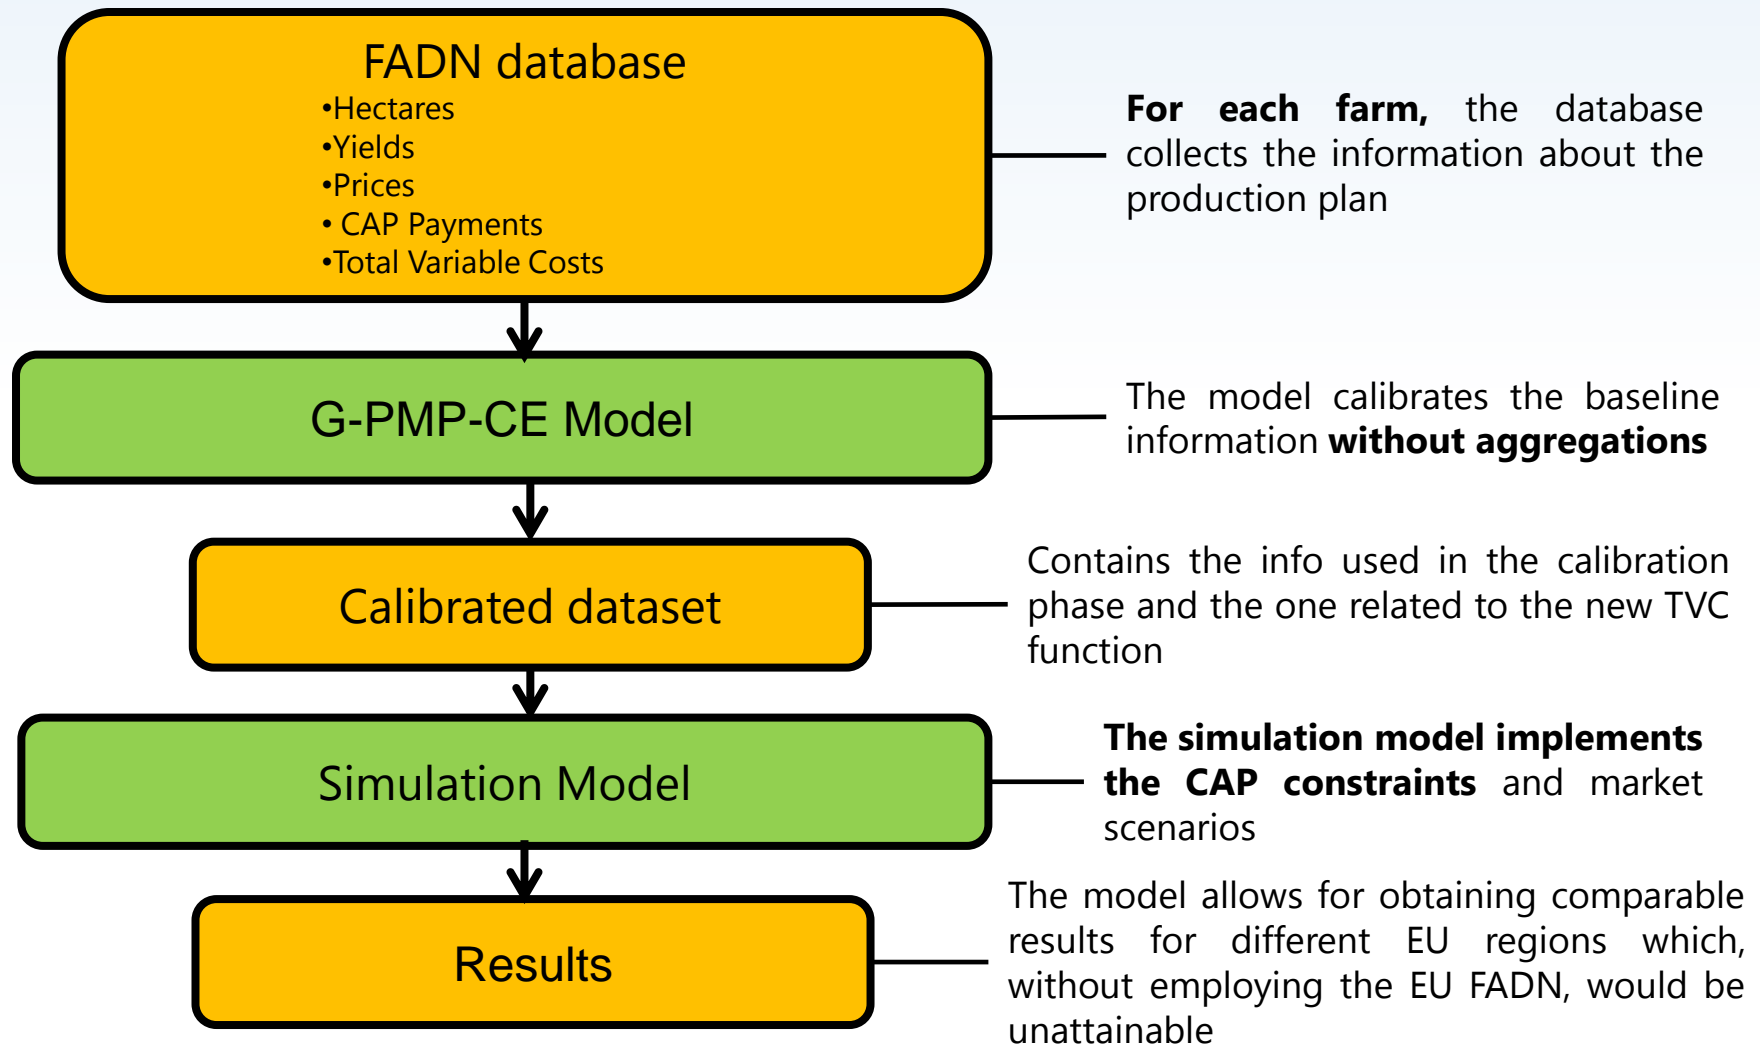 FADN database
•Hectares
•Yields
•Prices
• CAP Payments
•Total Variable Costs
For each farm, the database
collects the information about the
production plan
G-PMP-CE Model
The model calibrates the baseline
information without aggregations
Calibrated dataset
Contains the info used in the calibration
phase and the one related to the new TVC
function
Simulation Model
The simulation model implements
the CAP constraints and market
scenarios
Results
The model allows for obtaining comparable
results for different EU regions which,
without employing the EU FADN, would be
unattainable